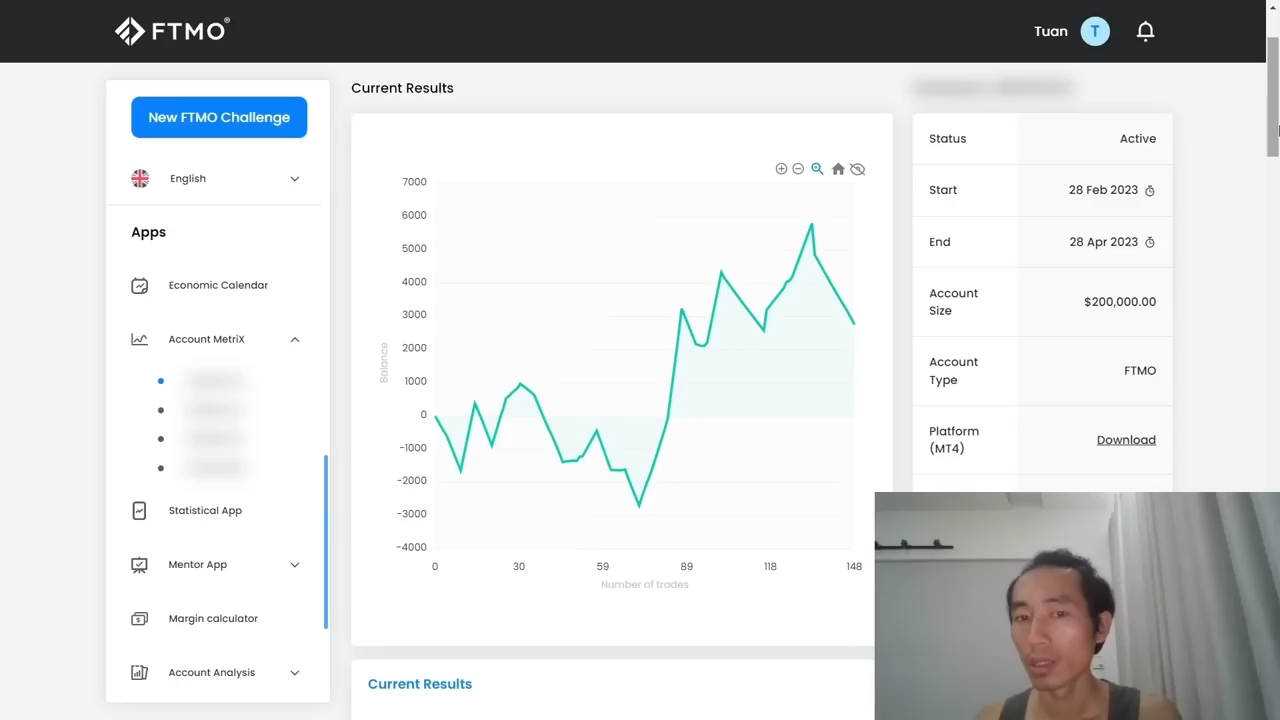 FTMO®
Tuan
T
New FTMO Challenge
English
Apps
Economic Calendar
Account MetriX
Statistical App
Mentor App
Margin calculator
Account Analysis
Current Results
7000
6000
5000
4000
3000
2000
1000
0
-1000
-2000
-3000
-4000
Balance
0
30
59
89
118
148
Number of trades
Current Results
Status
Active
Start
28 Feb 2023
End
28 Apr 2023
Account
Size
$200,000.00
Account
Type
FTMO
Platform
(MT4)
Download